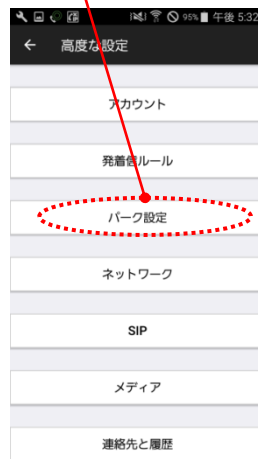 95% 午後 5:32
← 高度な設定
アカウント
発着信ルール
パーク設定
ネットワーク
SIP
メディア
連絡先と履歴